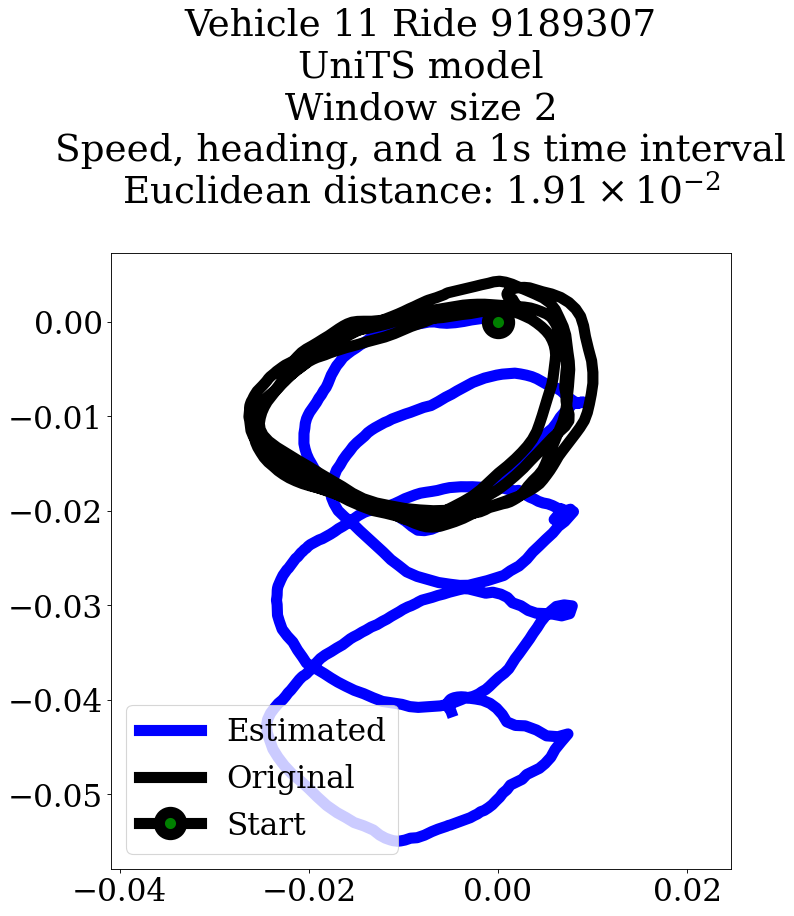 Vehicle 11 Ride 9189307
UniTS model
Window size 2
Speed, heading, and a 1s time interval
Euclidean distance: 1.91 × 10⁻²
0.00
−0.01
−0.02
−0.03
−0.04
−0.05
Estimated
Original
Start
−0.04 −0.02 0.00 0.02